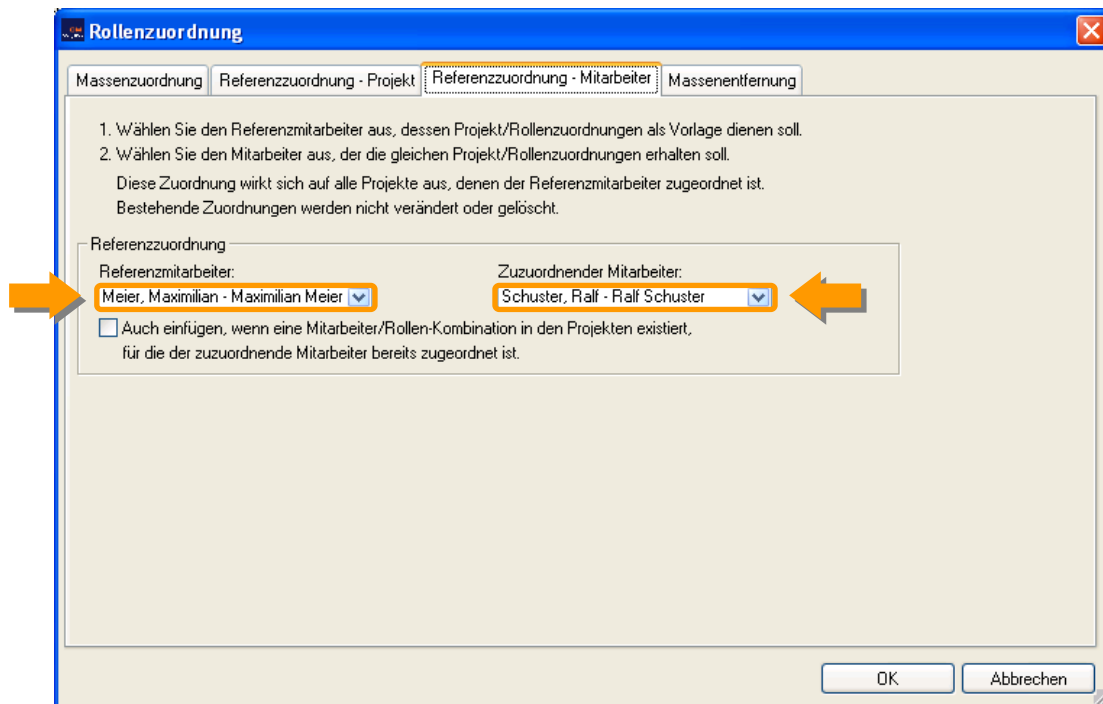 Rollenzuordnung
Massenzuordnung Referenzzuordnung - Projekt Referenzzuordnung - Mitarbeiter Massenentfernung
1. Wählen Sie den Referenzmitarbeiter aus, dessen Projekt/Rollenzuordnungen als Vorlage dienen soll.
2. Wählen Sie den Mitarbeiter aus, der die gleichen Projekt/Rollenzuordnungen erhalten soll.
Diese Zuordnung wirkt sich auf alle Projekte aus, denen der Referenzmitarbeiter zugeordnet ist.
Bestehende Zuordnungen werden nicht verändert oder gelöscht.
Referenzzuordnung
Referenzmitarbeiter: Zuzuordnender Mitarbeiter:
Meier, Maximilian - Maximilian Meier Schuster, Ralf - Ralf Schuster
Auch einfügen, wenn eine Mitarbeiter/Rollen-Kombination in den Projekten existiert,
für die der zuzuordnende Mitarbeiter bereits zugeordnet ist.
OK Abbrechen